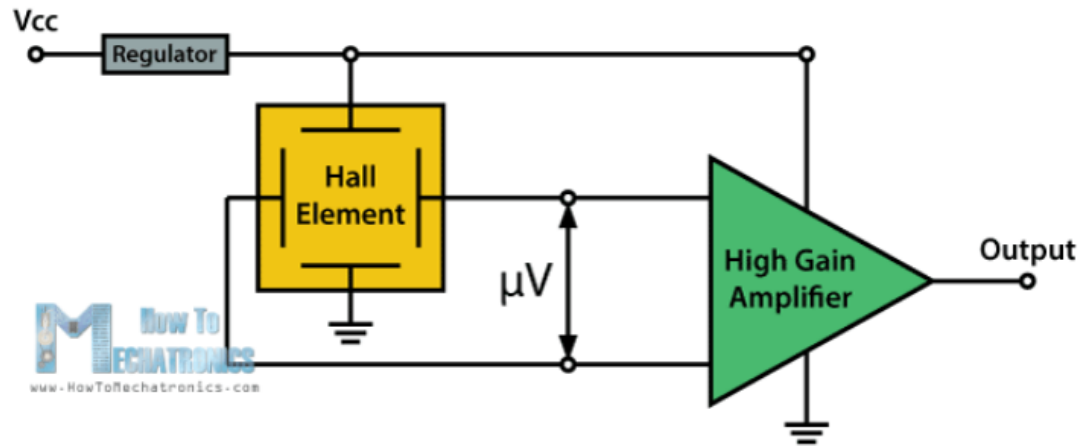 Vcc
Regulator
Hall
Element
μV
High Gain
Amplifier
Output
How To
MECHATRONICS
www.HowToMechatronics.com